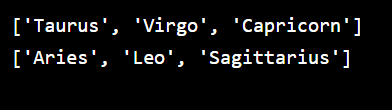 ['Taurus', 'Virgo', 'Capricorn']
['Aries', 'Leo', 'Sagittarius']